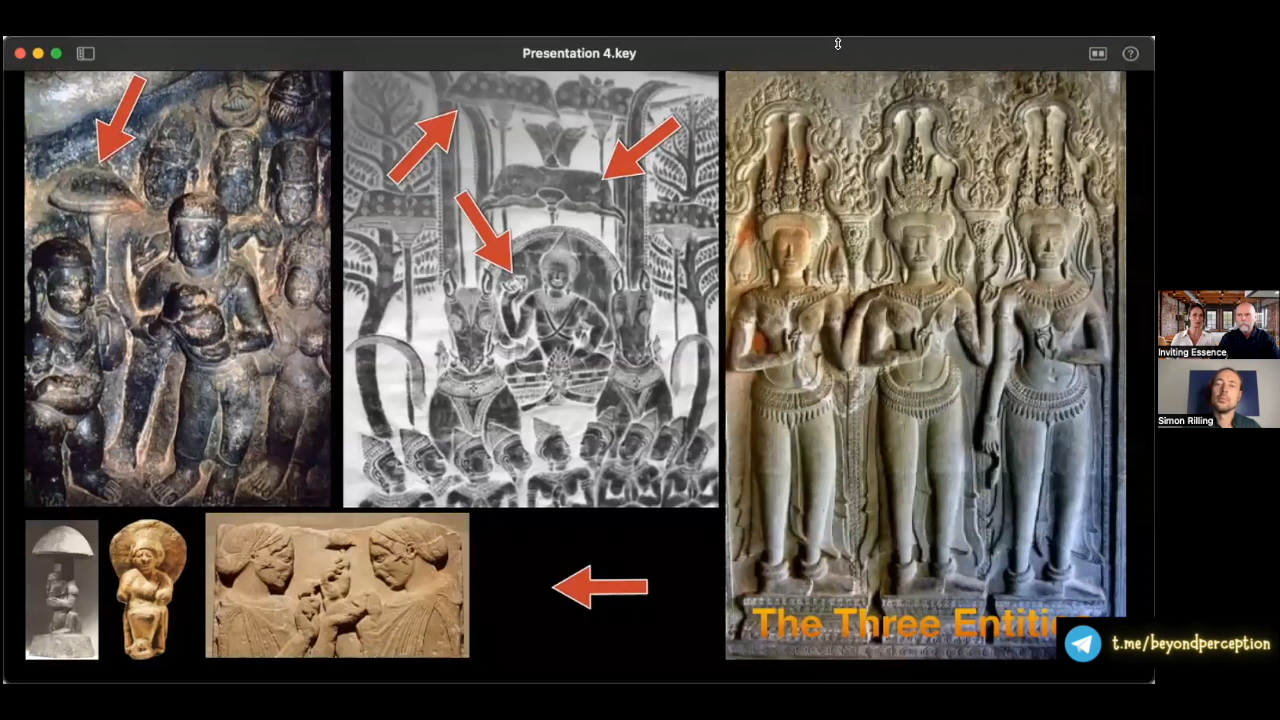 Presentation 4.key
Inviting Essence
Simon Rilling
The Three Entiti
t.me/beyondperception